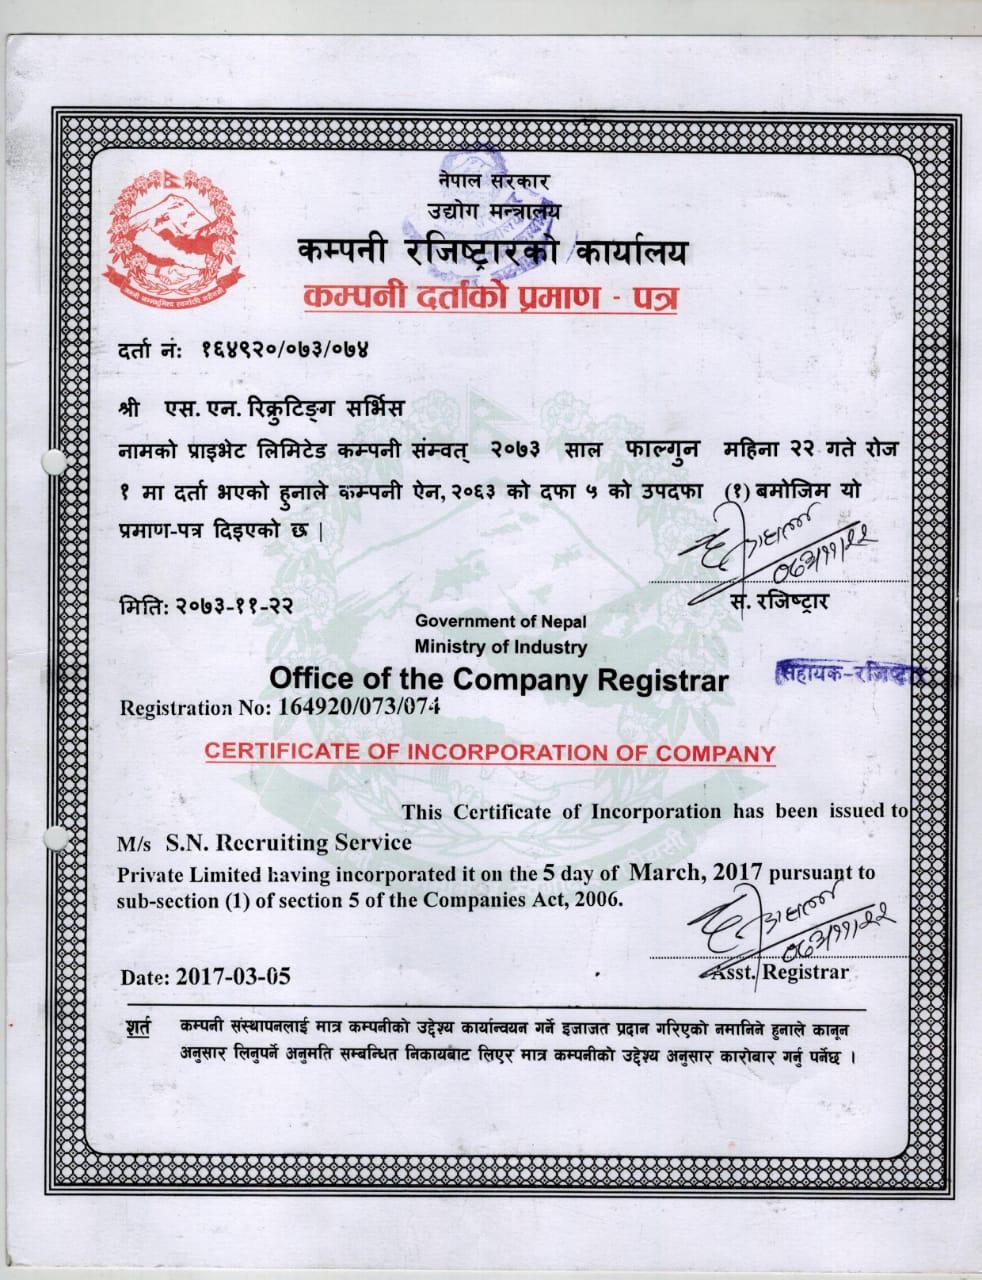 नेपाल सरकार
उद्योग मन्त्रालय
कम्पनी रजिष्ट्रारको कार्यालय
कम्पनी दर्ताको प्रमाण - पत्र
दर्ता नं: १६४९२०/०७३/०७४
श्री एस. एन. रिक्रुटिङ्ग सर्भिस
नामको प्राइभेट लिमिटेड कम्पनी संम्वत् २०७३ साल फाल्गुन महिना २२ गते रोज
१ मा दर्ता भएको हुनाले कम्पनी ऐन, २०६३ को दफा ५ को उपदफा (१) बमोजिम यो
प्रमाण-पत्र दिइएको छ |
०७३/११/२२
स. रजिष्ट्रार
मिति: २०७३-११-२२
Government of Nepal
Ministry of Industry
Office of the Company Registrar
सहायक-रजिष्ट्रार
Registration No: 164920/073/074
CERTIFICATE OF INCORPORATION OF COMPANY
This Certificate of Incorporation has been issued to
M/s S.N. Recruiting Service
Private Limited having incorporated it on the 5 day of March, 2017 pursuant to
sub-section (1) of section 5 of the Companies Act, 2006.
०७३/११/२२
Asst. Registrar
Date: 2017-03-05
शर्त कम्पनी संस्थापनलाई मात्र कम्पनीको उद्देश्य कार्यान्वयन गर्ने इजाजत प्रदान गरिएको नमानिने हुनाले कानून
अनुसार लिनुपर्ने अनुमति सम्बन्धित निकायबाट लिएर मात्र कम्पनीको उद्देश्य अनुसार कारोबार गर्नु पर्नेछ ।